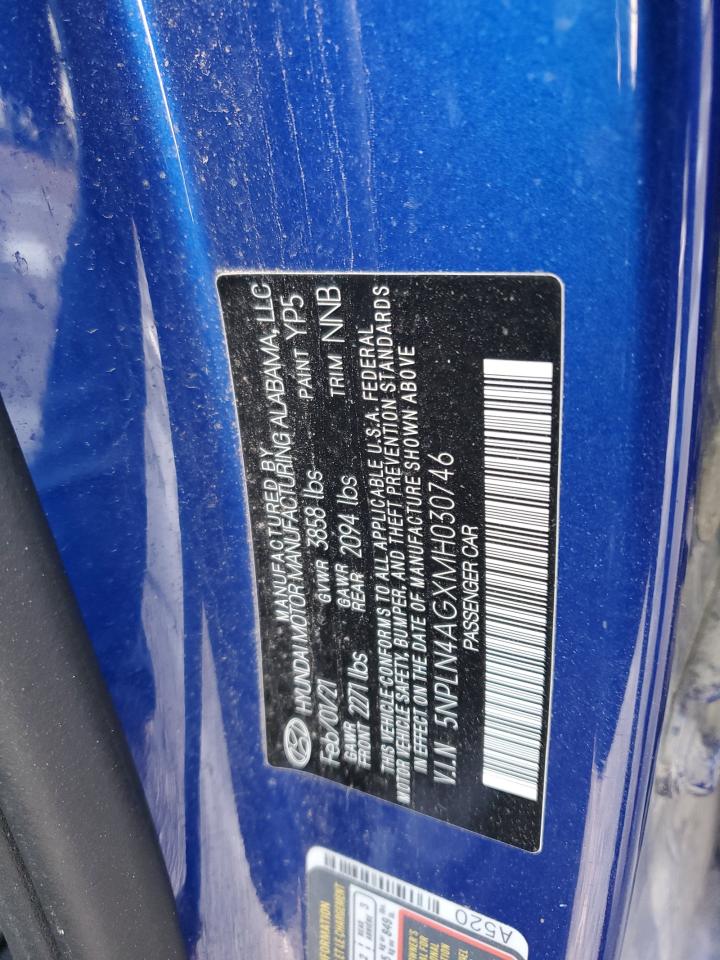 MANUFACTURED BY
HYUNDAI MOTOR MANUFACTURING ALABAMA, LLC
Feb/01/21 GVWR 3858 lbs PAINT YP5
GAWR FRONT 2271 lbs GAWR REAR 2094 lbs TRIM NNB
THIS VEHICLE CONFORMS TO ALL APPLICABLE U.S.A. FEDERAL
MOTOR VEHICLE SAFETY, BUMPER, AND THEFT PREVENTION STANDARDS
IN EFFECT ON THE DATE OF MANUFACTURE SHOWN ABOVE
V.I.N 5NPLN4AGXMH030746
PASSENGER CAR
A520